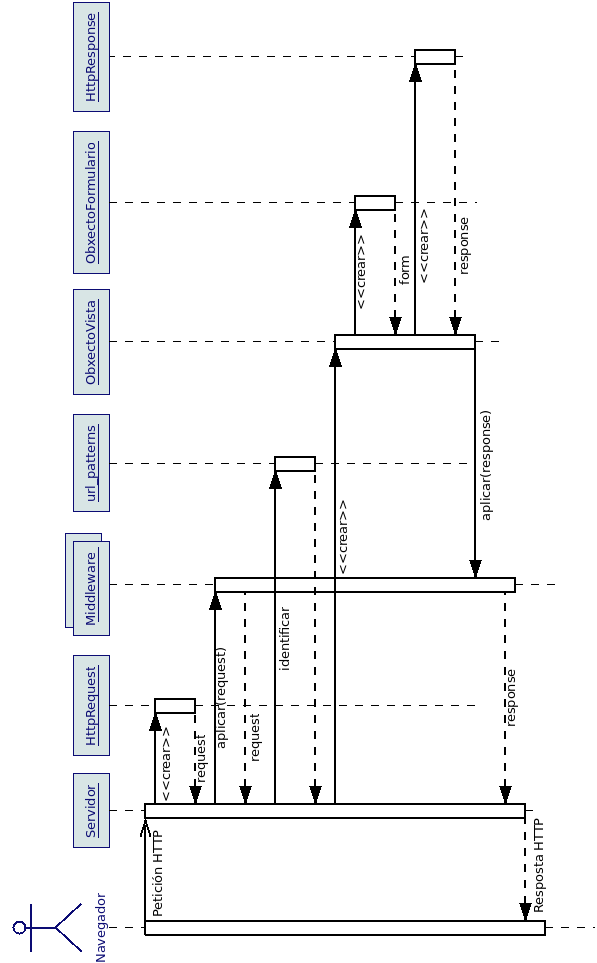 Navegador
Servidor
HttpRequest
Middleware
url_patterns
ObxectoVista
ObxectoFormulario
HttpResponse
Petición HTTP
<<crear>>
request
aplicar(request)
request
identificar
<<crear>>
<<crear>>
form
<<crear>>
response
aplicar(response)
response
Resposta HTTP